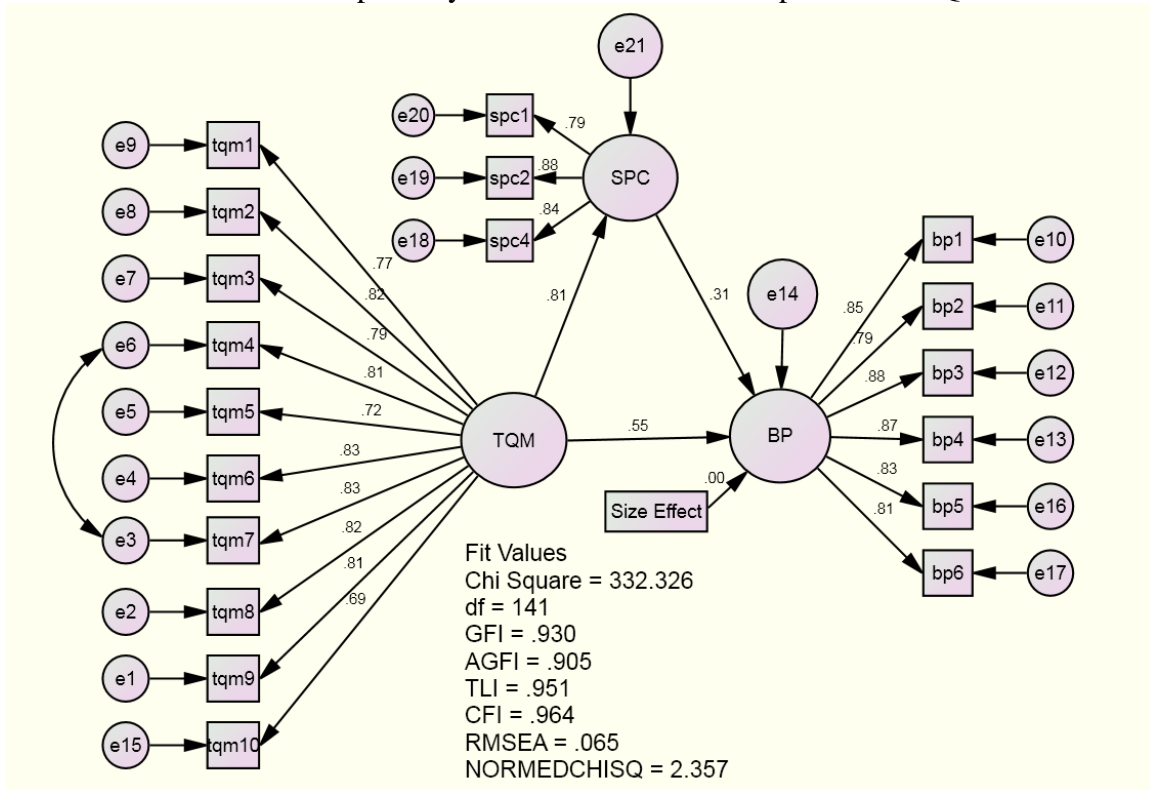 e21
e20
spc1
.79
e19
spc2
.88
SPC
e18
spc4
.84
e9
tqm1
.77
e8
tqm2
.82
e7
tqm3
.79
e6
tqm4
.81
e5
tqm5
.72
e4
tqm6
.83
e3
tqm7
.83
e2
tqm8
.82
e1
tqm9
.81
e15
tqm10
.69
TQM
.81
.31
.55
e14
BP
.00
Size Effect
.85
bp1
e10
.79
bp2
e11
.88
bp3
e12
.87
bp4
e13
.83
bp5
e16
.81
bp6
e17
Fit Values
Chi Square = 332.326
df = 141
GFI = .930
AGFI = .905
TLI = .951
CFI = .964
RMSEA = .065
NORMEDCHISQ = 2.357